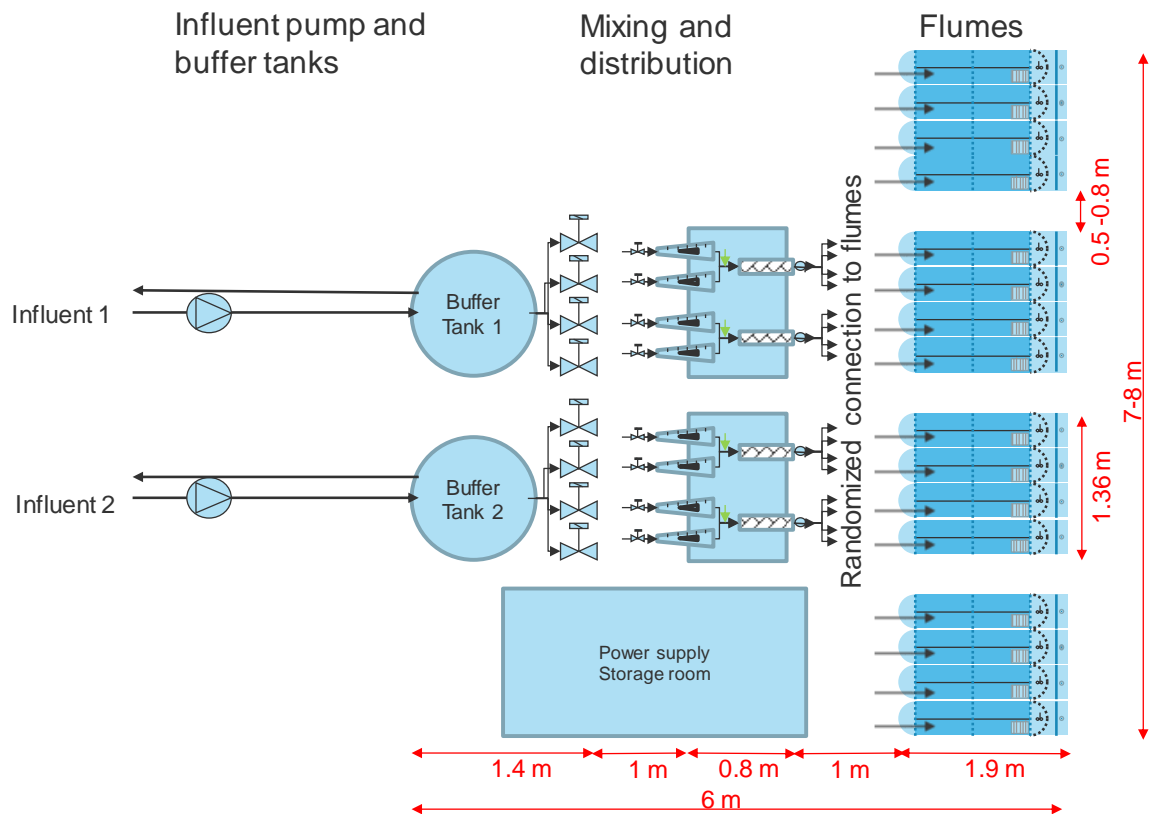 Influent pump and
buffer tanks
Mixing and
distribution
Flumes
Influent 1
Buffer
Tank 1
Influent 2
Buffer
Tank 2
Randomized connection to flumes
0.5 -0.8 m
7-8 m
1.36 m
Power supply
Storage room
1.4 m
1 m
0.8 m
1 m
1.9 m
6 m